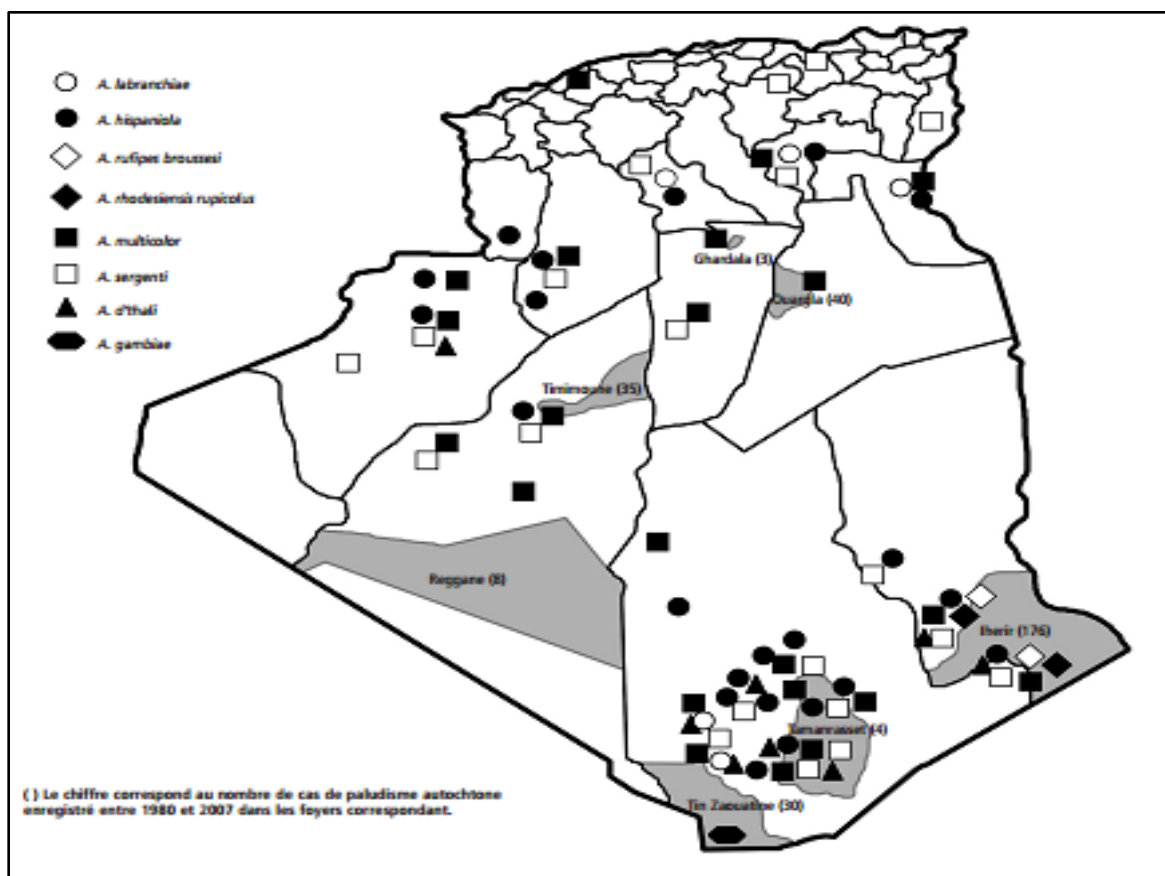 A. labranchiae
A. hispaniola
A. rufipes broussesi
A. rhodesiensis rupicolus
A. multicolor
A. sergenti
A. d'thali
A. gambiae
Ghardala (3)
Ouargla (40)
Timimoune (35)
Reggane (8)
Iherir (176)
Tamanrasset (4)
Tin Zaouatine (30)
( ) Le chiffre correspond au nombre de cas de paludisme autochtone
enregistré entre 1980 et 2007 dans les foyers correspondant.